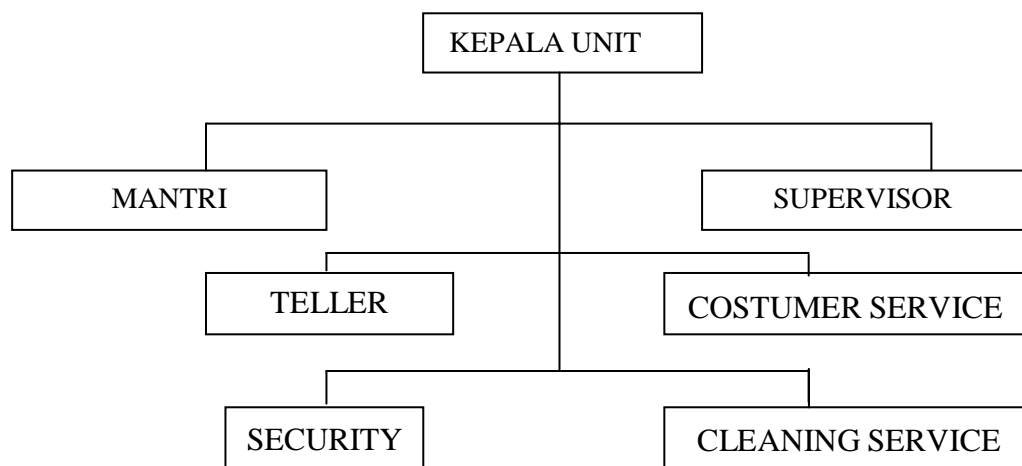 KEPALA UNIT
MANTRI
SUPERVISOR
TELLER
COSTUMER SERVICE
SECURITY
CLEANING SERVICE